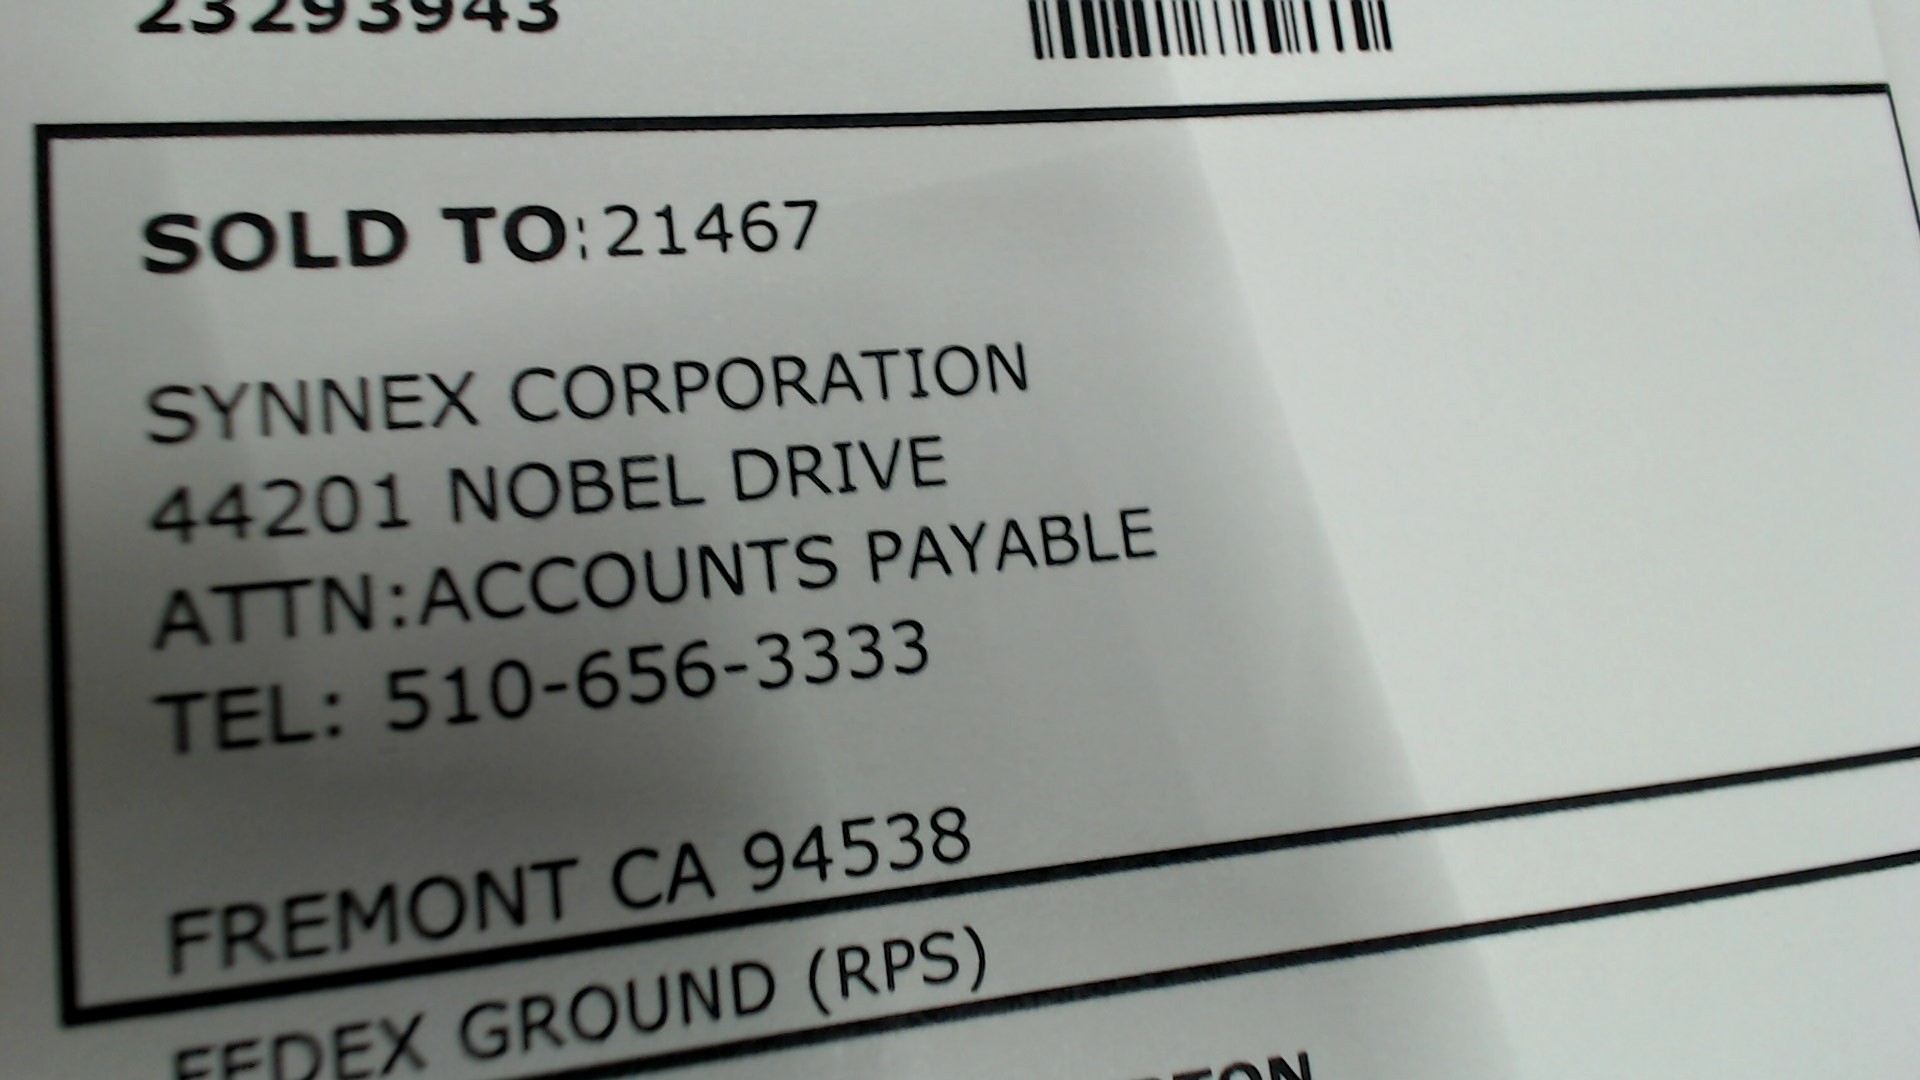 23293943
SOLD TO:21467
SYNNEX CORPORATION
44201 NOBEL DRIVE
ATTN:ACCOUNTS PAYABLE
TEL: 510-656-3333
FREMONT CA 94538
FEDEX GROUND (RPS)